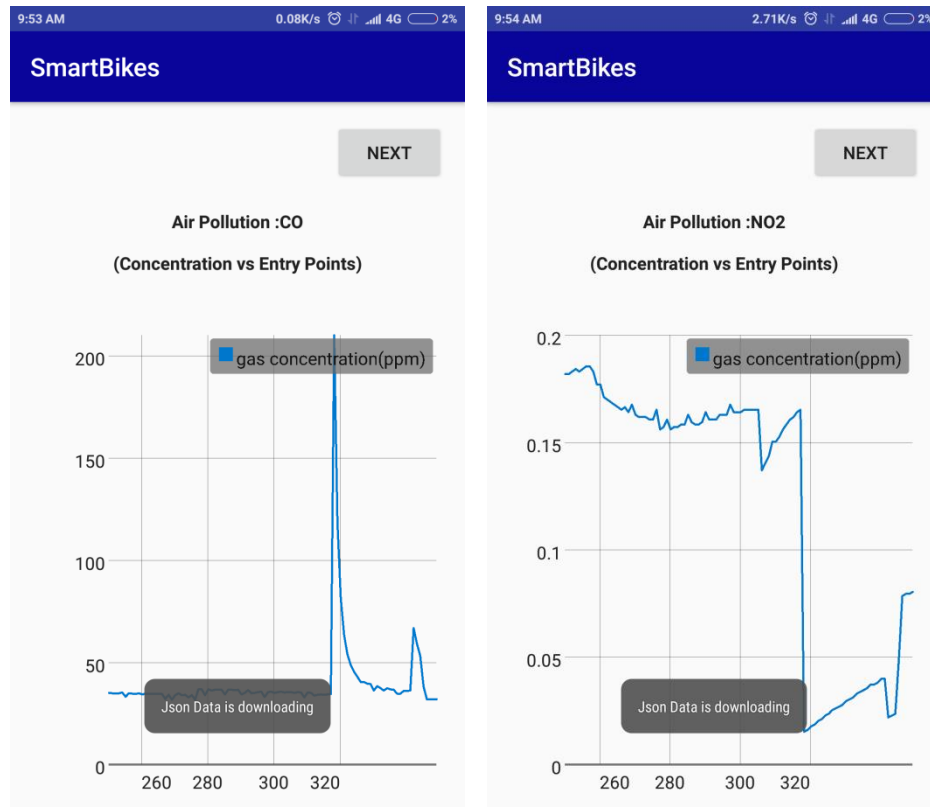 9:53 AM 0.08K/s 4G 2%
SmartBikes
NEXT
Air Pollution :CO
(Concentration vs Entry Points)
gas concentration(ppm)
200
150
100
50
0
Json Data is downloading
260 280 300 320
9:54 AM 2.71K/s 4G 2%
SmartBikes
NEXT
Air Pollution :NO2
(Concentration vs Entry Points)
0.2
gas concentration(ppm)
0.15
0.1
0.05
0
Json Data is downloading
260 280 300 320